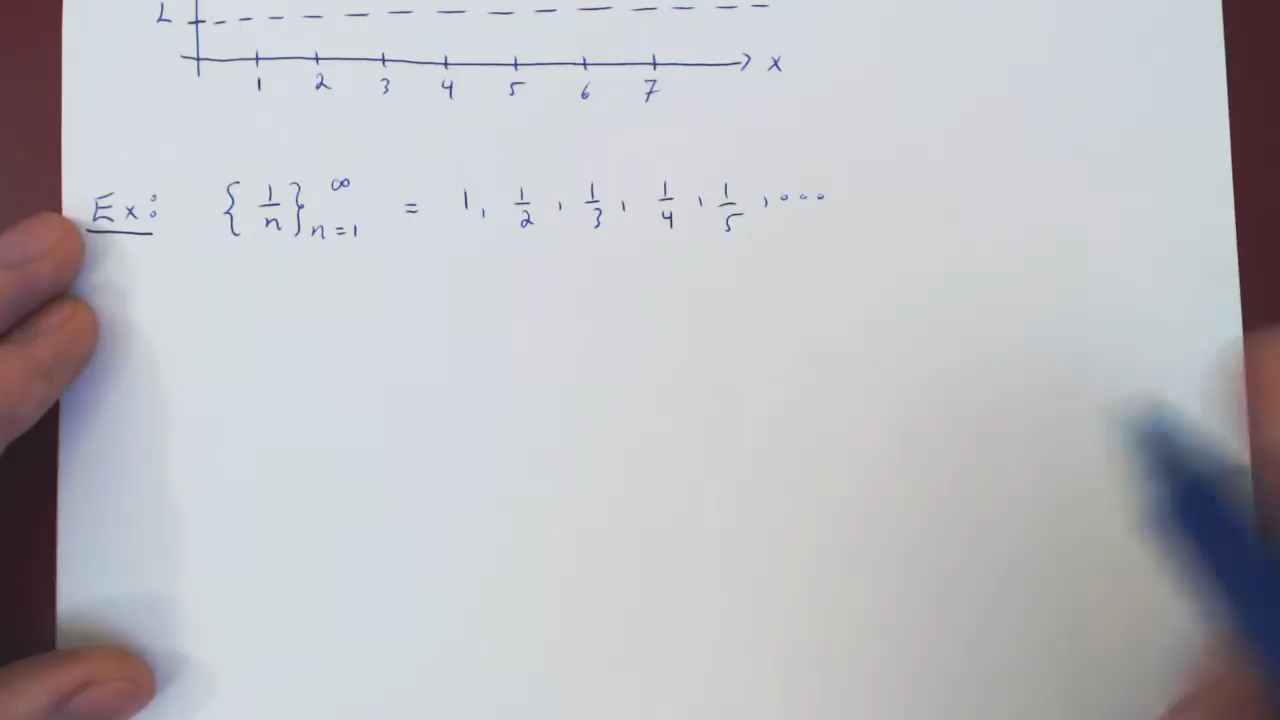 L
x
1 2 3 4 5 6 7
Ex: { 1/n }_{n=1}^∞ = 1, 1/2, 1/3, 1/4, 1/5, ...